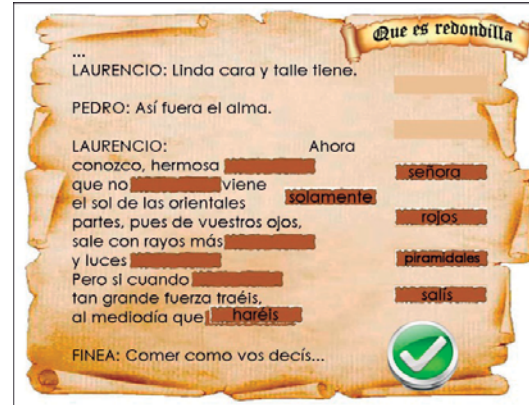 Que es redondilla
...
LAURENCIO: Linda cara y talle tiene.
PEDRO: Así fuera el alma.
LAURENCIO: Ahora
conozco, hermosa
señora
que no viene
solamente
el sol de las orientales
partes, pues de vuestros ojos,
rojos
sale con rayos más
y luces
piramidales
Pero si cuando
tan grande fuerza traéis,
salís
al mediodía que haréis
FINEA: Comer como vos decís...